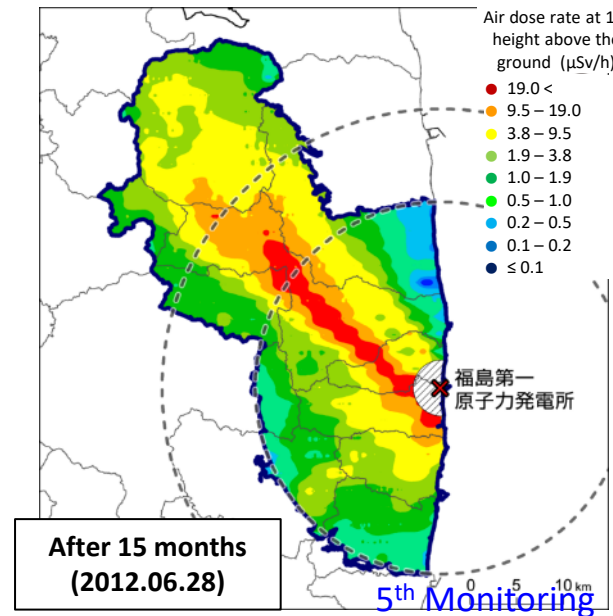 Air dose rate at 1
height above the
ground (μSv/h)
19.0 <
9.5 – 19.0
3.8 – 9.5
1.9 – 3.8
1.0 – 1.9
0.5 – 1.0
0.2 – 0.5
0.1 – 0.2
≤ 0.1
福島第一
原子力発電所
After 15 months
(2012.06.28)
0 5 10 km
5th Monitoring